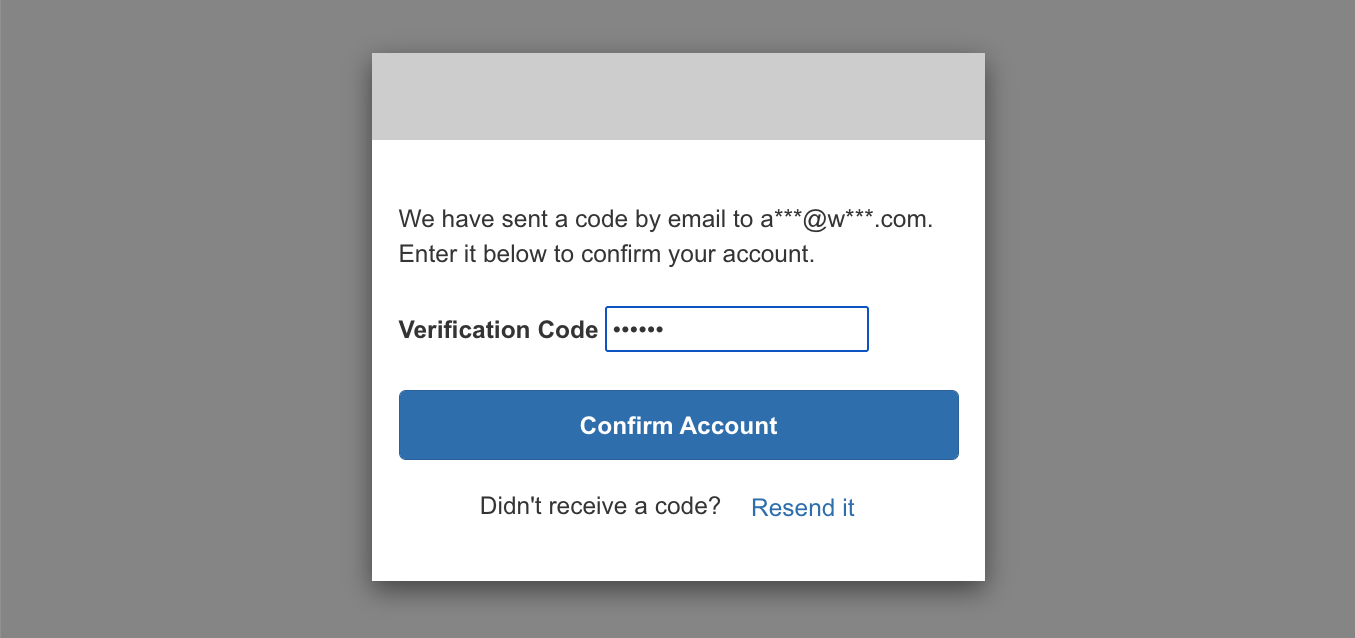 We have sent a code by email to a***@w***.com.
Enter it below to confirm your account.
Verification Code ••••••
Confirm Account
Didn't receive a code? Resend it